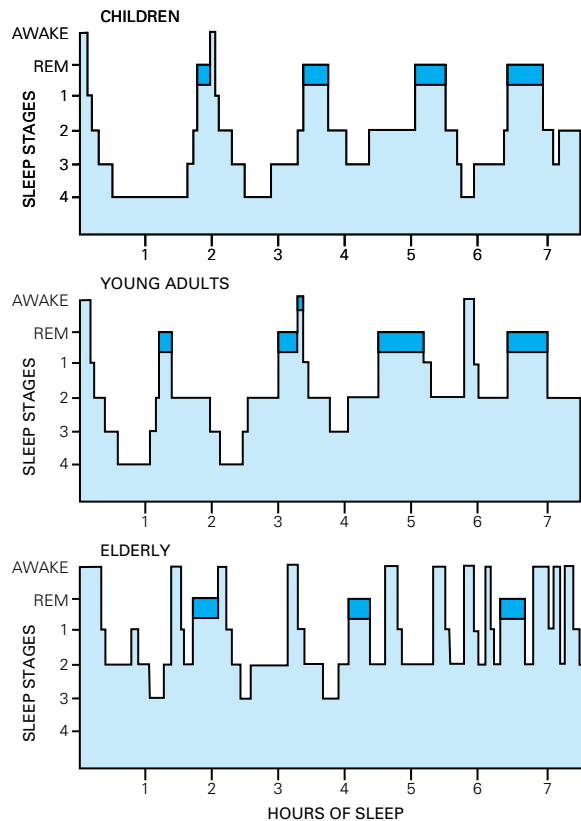 CHILDREN
AWAKE
REM
1
2
3
4
SLEEP STAGES
1 2 3 4 5 6 7
YOUNG ADULTS
AWAKE
REM
1
2
3
4
SLEEP STAGES
1 2 3 4 5 6 7
ELDERLY
AWAKE
REM
1
2
3
4
SLEEP STAGES
1 2 3 4 5 6 7
HOURS OF SLEEP